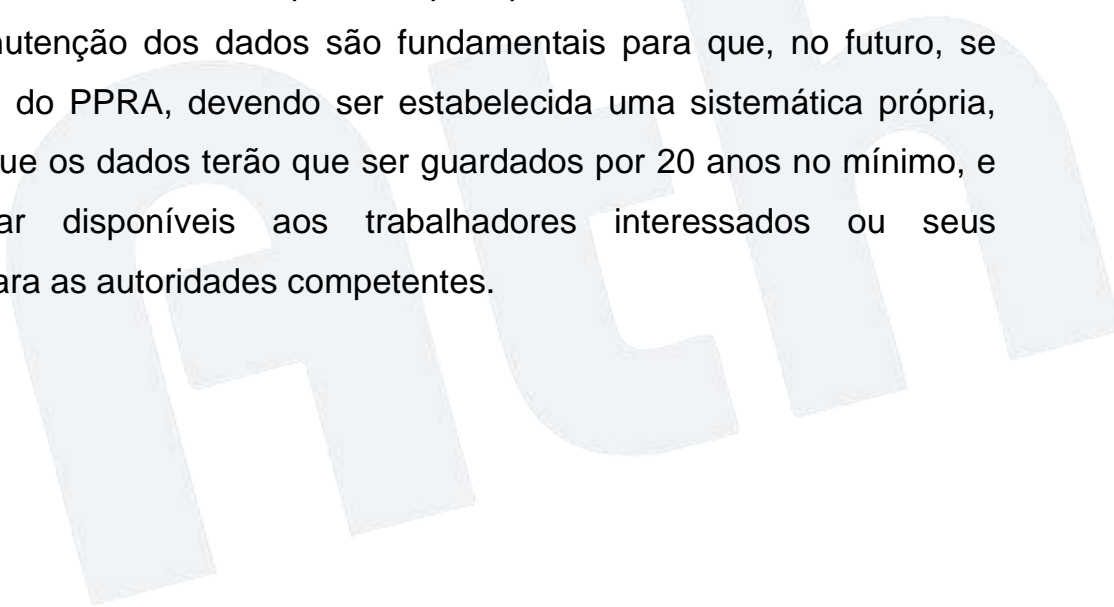 nutenção dos dados são fundamentais para que, no futuro, se
do PPRA, devendo ser estabelecida uma sistemática própria,
ue os dados terão que ser guardados por 20 anos no mínimo, e
ar disponíveis aos trabalhadores interessados ou seus
ara as autoridades competentes.